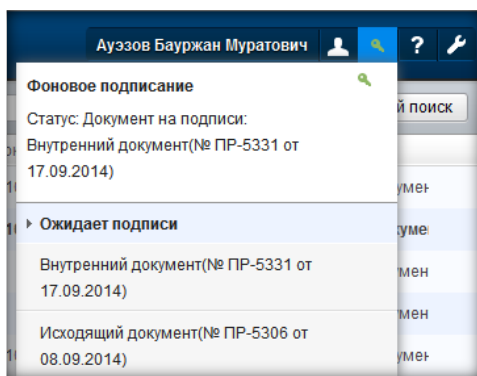 Ауэзов Бауржан Муратович ?
Фоновое подписание
й поиск
Статус: Документ на подписи:
Внутренний документ(№ ПР-5331 от
17.09.2014)
Ожидает подписи
Внутренний документ(№ ПР-5331 от
17.09.2014)
Исходящий документ(№ ПР-5306 от
08.09.2014)